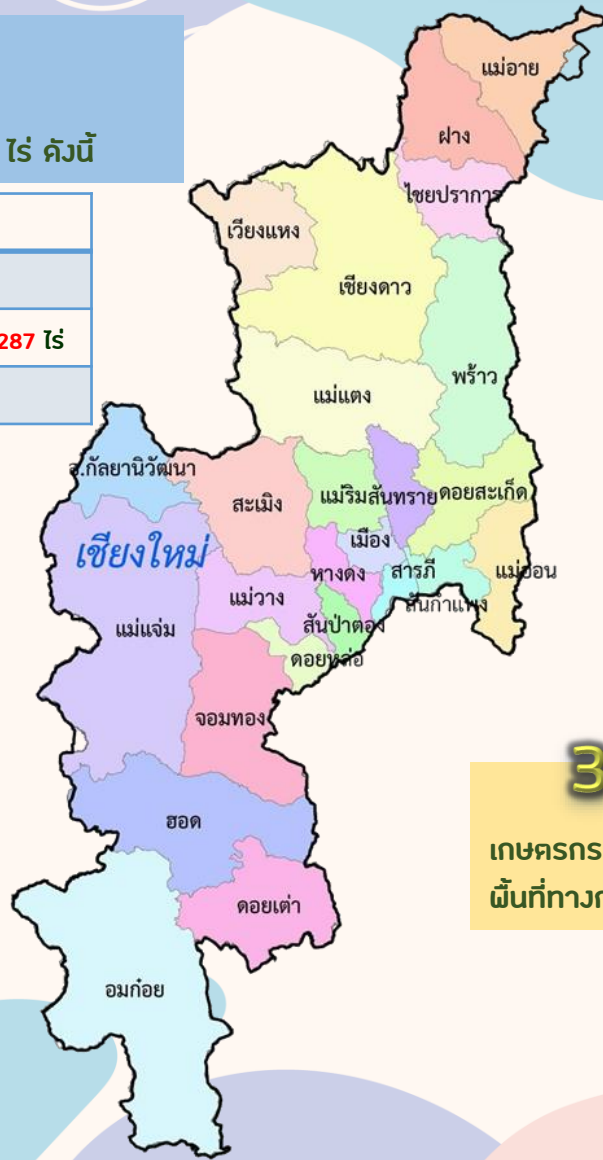 ไร่ ดังนี้
287 ไร่
แม่อาย
ฝาง
ไชยปราการ
เวียงแหง
เชียงดาว
พร้าว
แม่แตง
อ.กัลยานิวัฒนา
สะเมิง
แม่ริม
สันทราย
ดอยสะเก็ด
เชียงใหม่
เมือง
หางดง
สารภี
แม่ออน
แม่วาง
สันกำแพง
แม่แจ่ม
สันป่าตอง
ดอยหล่อ
จอมทอง
3
ฮอด
เกษตรกร
พื้นที่ทางก
ดอยเต่า
อมก๋อย